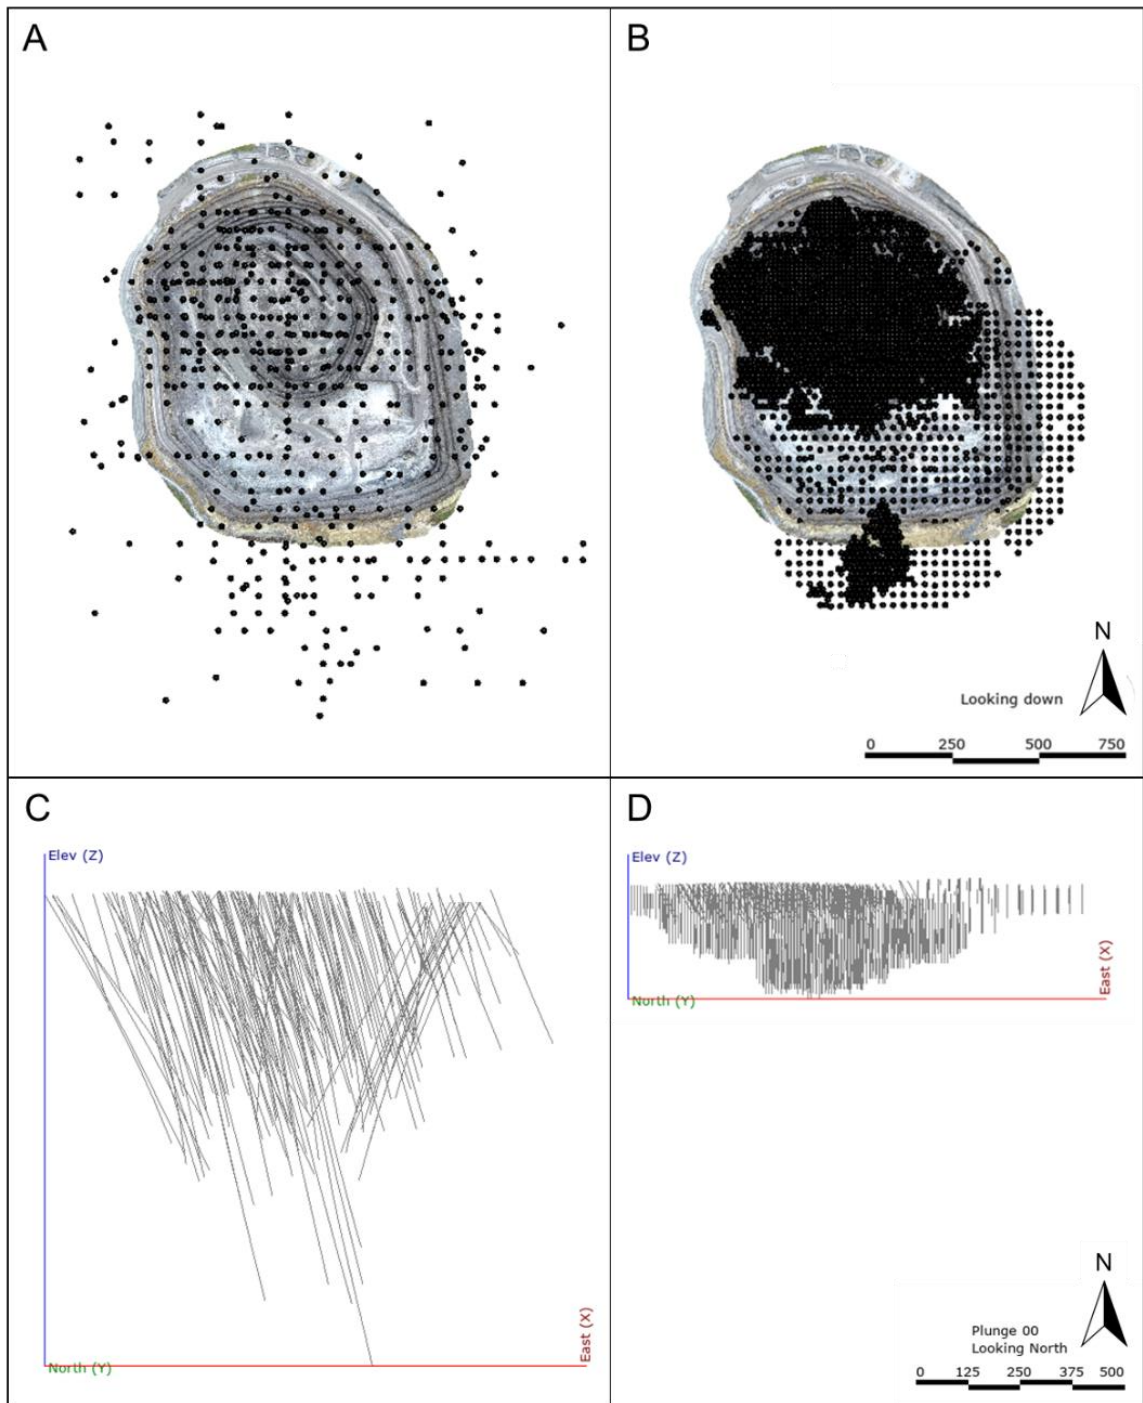 A
B
N
Looking down
0 250 500 750
C
D
Elev (Z)
Elev (Z)
East (X)
North (Y)
East (X)
North (Y)
N
Plunge 00
Looking North
0 125 250 375 500